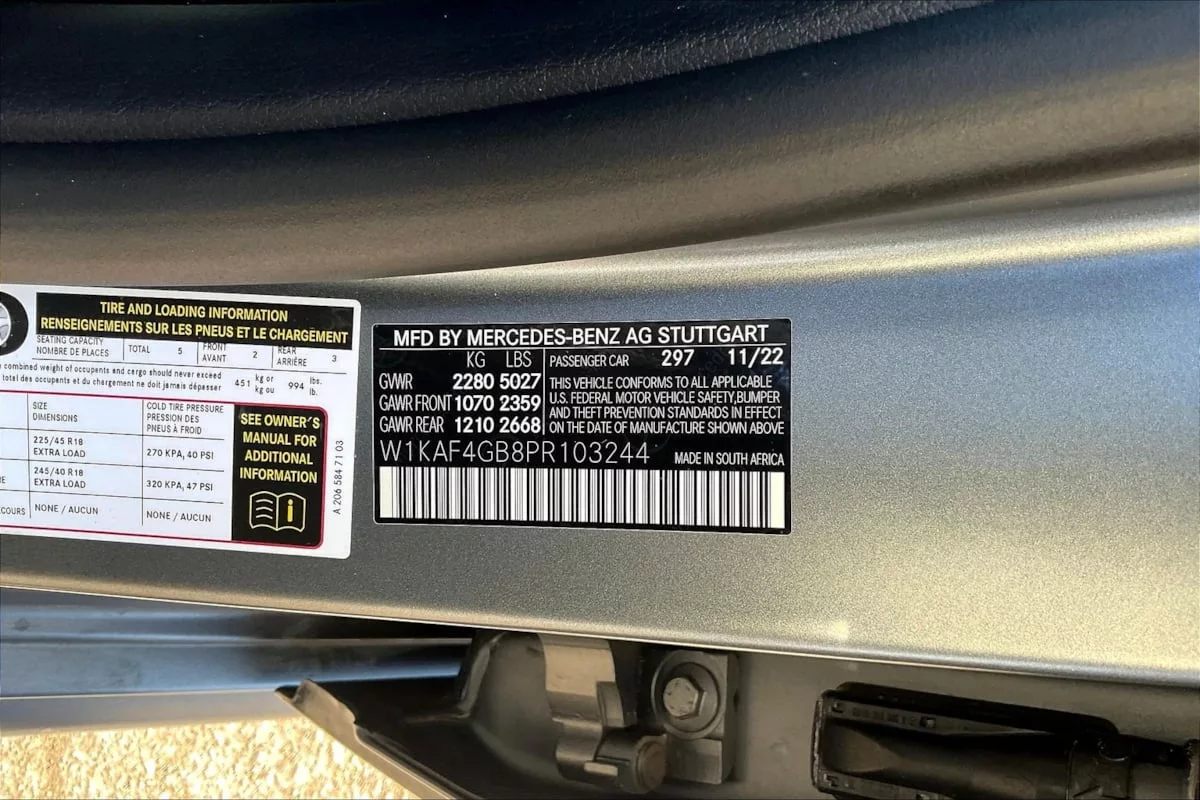 TIRE AND LOADING INFORMATION
RENSEIGNEMENTS SUR LES PNEUS ET LE CHARGEMENT
SEATING CAPACITY
NOMBRE DE PLACES
TOTAL 5
FRONT
AVANT
2
REAR
ARRIÈRE
3
combined weight of occupants and cargo should never exceed
total des occupants et du chargement ne doit jamais dépasser
451 kg or
kg ou
994 lbs.
lb.
SIZE
DIMENSIONS
COLD TIRE PRESSURE
PRESSION DES
PNEUS À FROID
225/45 R18
EXTRA LOAD
270 KPA, 40 PSI
245/40 R18
EXTRA LOAD
320 KPA, 47 PSI
NONE / AUCUN
NONE / AUCUN
SEE OWNER'S
MANUAL FOR
ADDITIONAL
INFORMATION
A 206 584 71 03
MFD BY MERCEDES-BENZ AG STUTTGART
KG LBS
GVWR 2280 5027
GAWR FRONT 1070 2359
GAWR REAR 1210 2668
PASSENGER CAR 297 11/22
THIS VEHICLE CONFORMS TO ALL APPLICABLE
U.S. FEDERAL MOTOR VEHICLE SAFETY,BUMPER
AND THEFT PREVENTION STANDARDS IN EFFECT
ON THE DATE OF MANUFACTURE SHOWN ABOVE
W1KAF4GB8PR103244 MADE IN SOUTH AFRICA